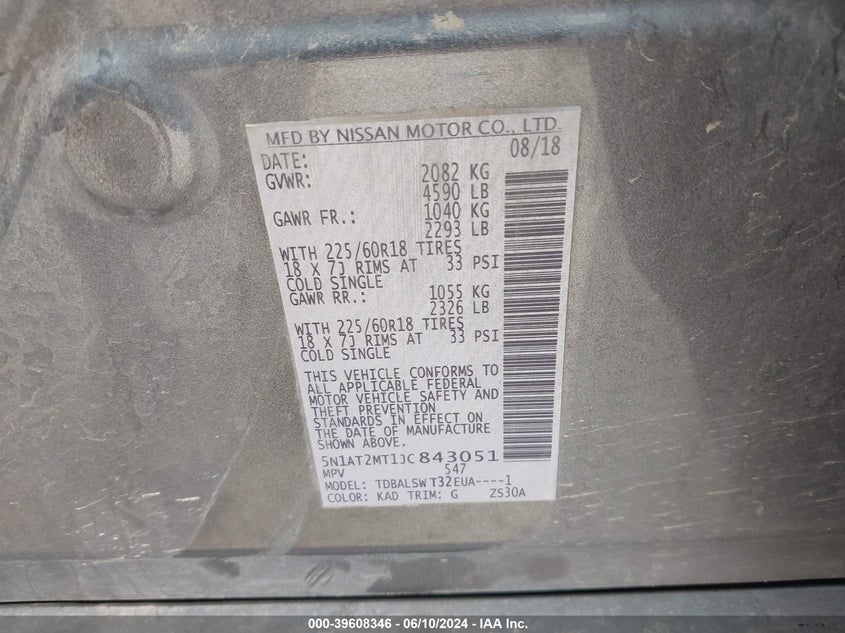 MFD BY NISSAN MOTOR CO., LTD.
DATE: 08/18
GVWR: 2082 KG
4590 LB
GAWR FR.: 1040 KG
2293 LB
WITH 225/60R18 TIRES
18 X 7J RIMS AT 33 PSI
COLD SINGLE
GAWR RR.: 1055 KG
2326 LB
WITH 225/60R18 TIRES
18 X 7J RIMS AT 33 PSI
COLD SINGLE
THIS VEHICLE CONFORMS TO
ALL APPLICABLE FEDERAL
MOTOR VEHICLE SAFETY AND
THEFT PREVENTION
STANDARDS IN EFFECT ON
THE DATE OF MANUFACTURE
SHOWN ABOVE.
5N1AT2MT1JC843051
MPV 547
MODEL: TDBALSW T32EUA----1
COLOR: KAD TRIM: G ZS30A
000-39608346 - 06/10/2024 - IAA Inc.